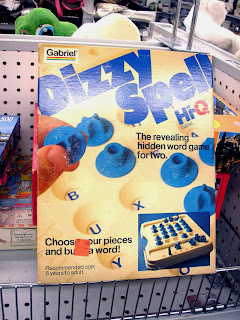 Gabriel
Dizzy
Spell
Hi-Q
The revealing
hidden word game
for two.
B
U
X
Y
Choose your pieces
and build a word!
Recommended age:
8 years to adult.